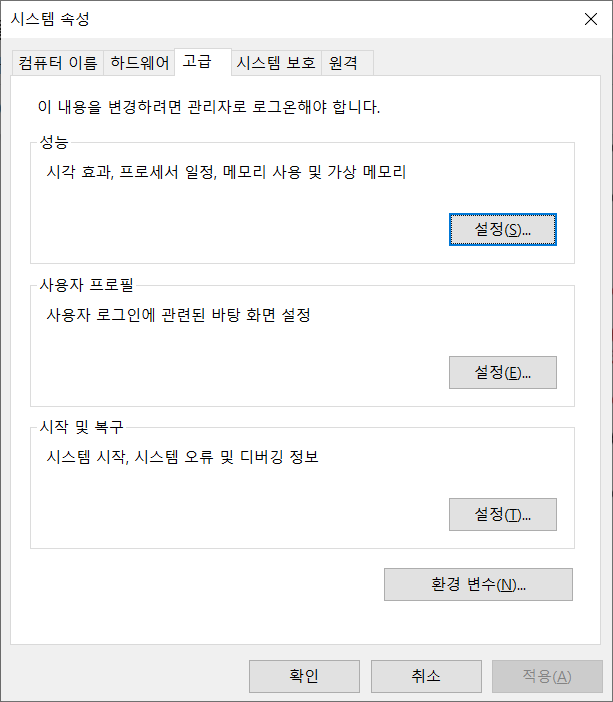 시스템 속성
컴퓨터 이름 하드웨어 고급 시스템 보호 원격
이 내용을 변경하려면 관리자로 로그온해야 합니다.
성능
시각 효과, 프로세서 일정, 메모리 사용 및 가상 메모리
설정(S)...
사용자 프로필
사용자 로그인에 관련된 바탕 화면 설정
설정(E)...
시작 및 복구
시스템 시작, 시스템 오류 및 디버깅 정보
설정(T)...
환경 변수(N)...
확인 취소 적용(A)